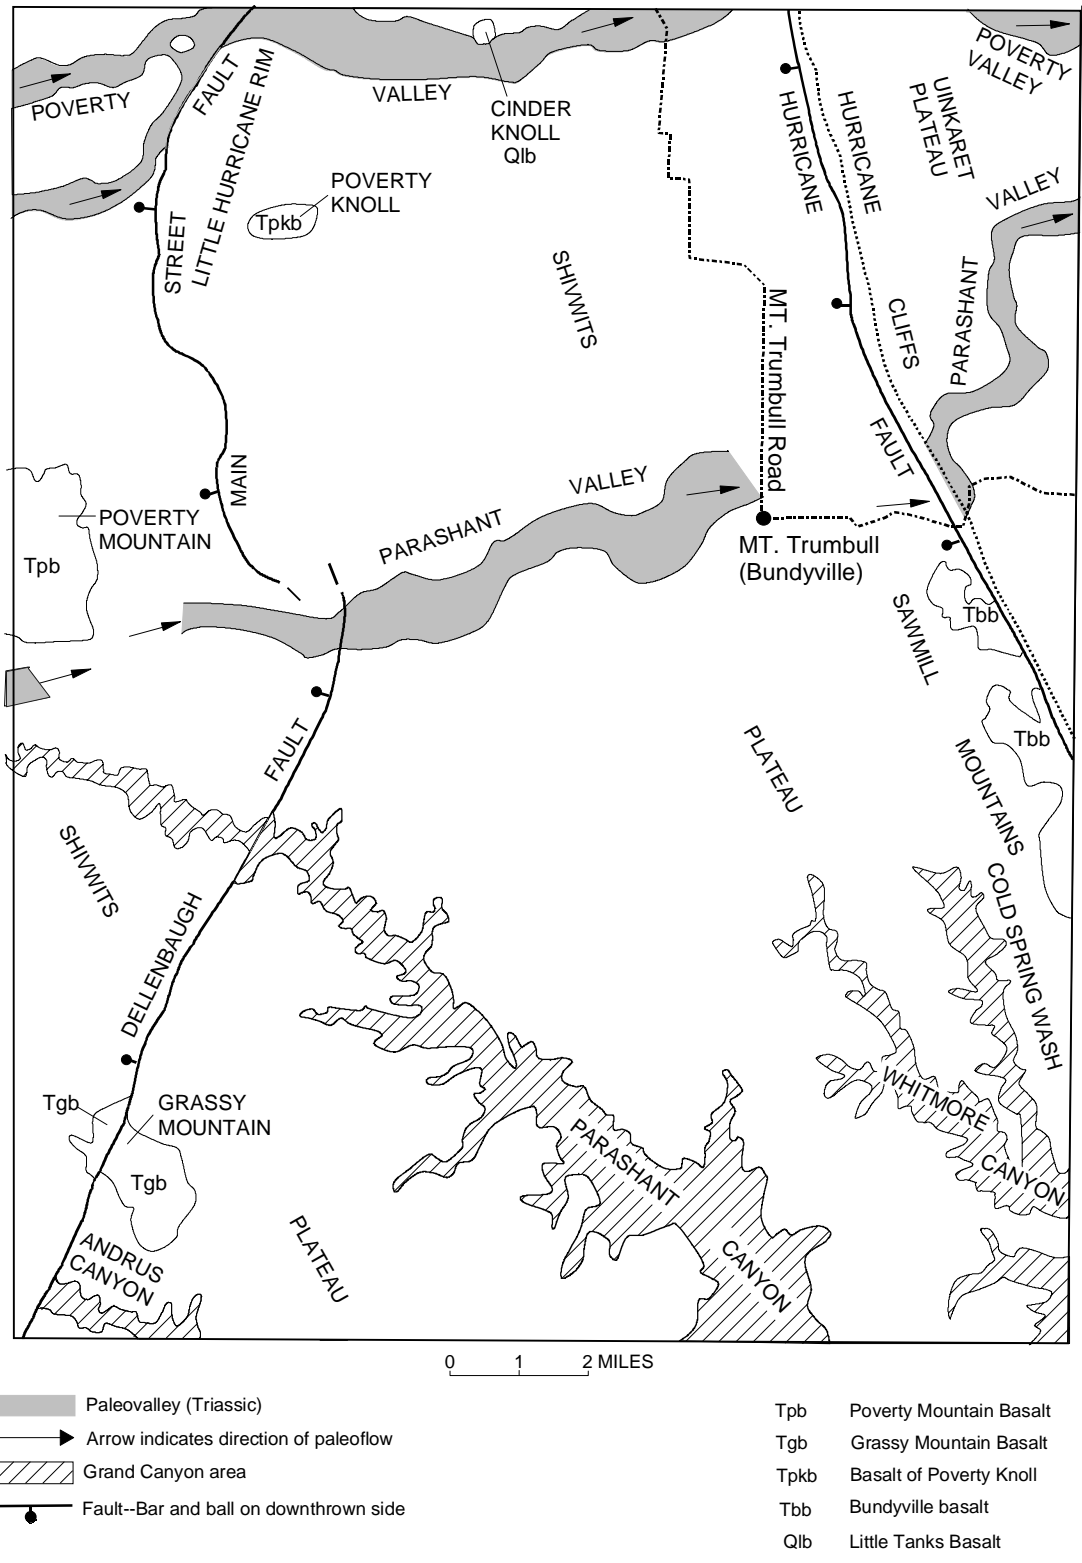 POVERTY
FAULT
LITTLE HURRICANE RIM
VALLEY
CINDER
KNOLL
Qlb
POVERTY
VALLEY
UINKARET
PLATEAU
HURRICANE
HURRICANE
CLIFFS
FAULT
VALLEY
PARASHANT
POVERTY
KNOLL
Tpkb
STREET
MAIN
SHIVWITS
MT. Trumbull Road
POVERTY
MOUNTAIN
Tpb
PARASHANT
VALLEY
MT. Trumbull
(Bundyville)
Tbb
SAWMILL
Tbb
MOUNTAINS
FAULT
PLATEAU
SHIVWITS
DELLENBAUGH
COLD SPRING WASH
WHITMORE
CANYON
Tgb
GRASSY
MOUNTAIN
Tgb
PARASHANT
CANYON
PLATEAU
ANDRUS
CANYON
0 1 2 MILES
Paleovalley (Triassic)
Arrow indicates direction of paleoflow
Grand Canyon area
Fault--Bar and ball on downthrown side
Tpb Poverty Mountain Basalt
Tgb Grassy Mountain Basalt
Tpkb Basalt of Poverty Knoll
Tbb Bundyville basalt
Qlb Little Tanks Basalt